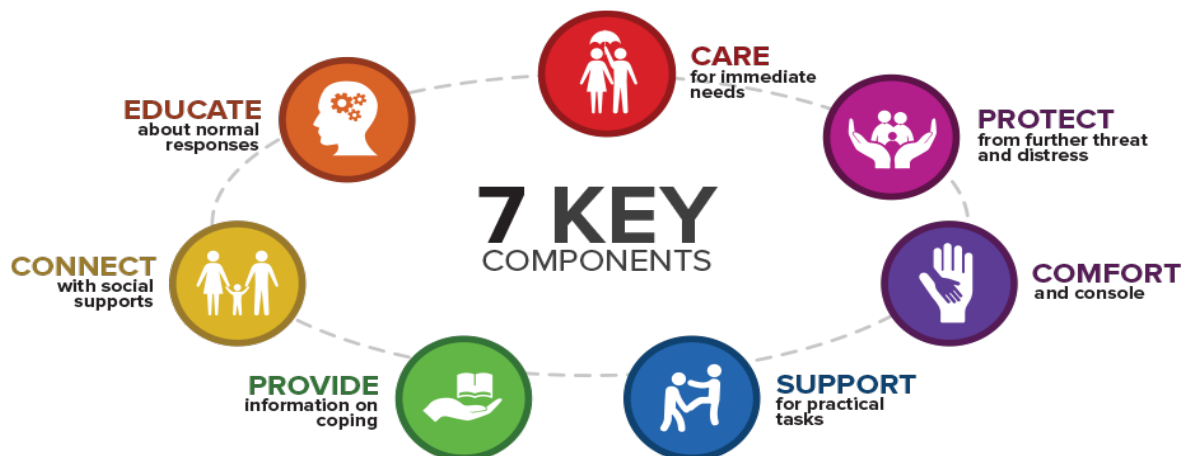 7 KEY
COMPONENTS
CARE
for immediate
needs
PROTECT
from further threat
and distress
COMFORT
and console
SUPPORT
for practical
tasks
PROVIDE
information on
coping
CONNECT
with social
supports
EDUCATE
about normal
responses